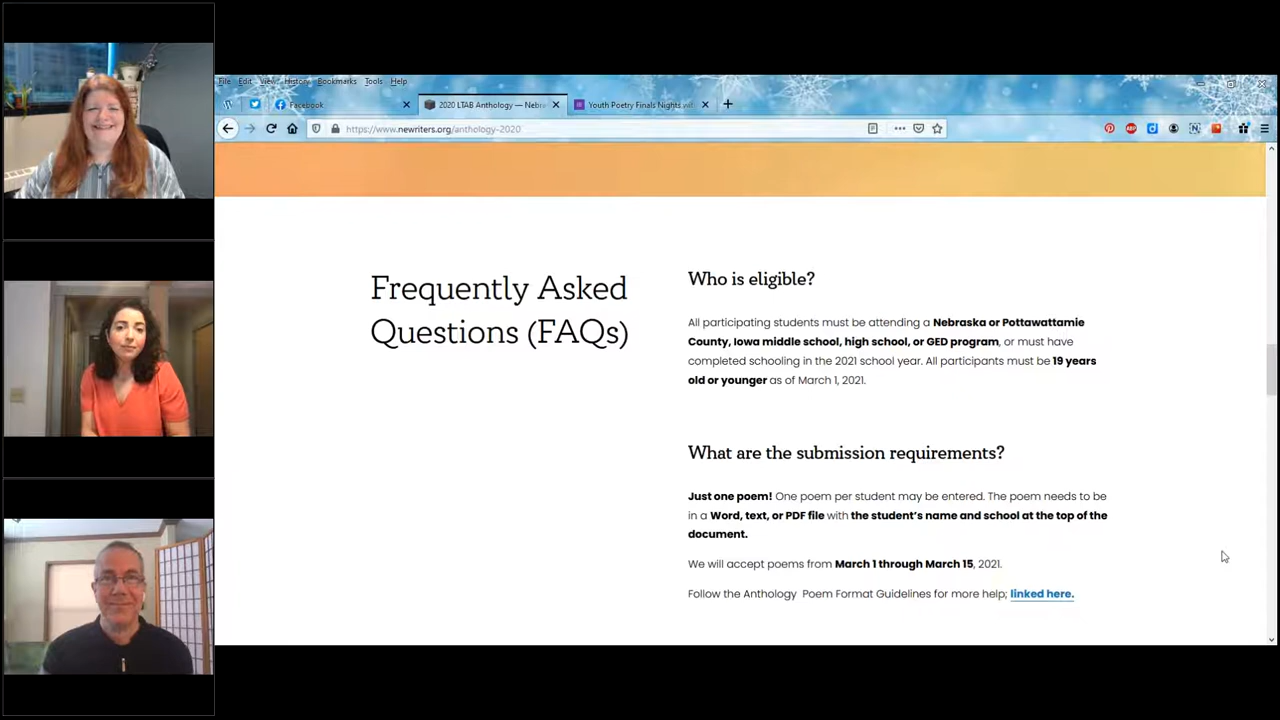 File Edit View History Bookmarks Tools Help
Facebook
2020 LTAB Anthology — Nebr
Youth Poetry Finals Nights.wi
https://www.newriters.org/anthology-2020
Frequently Asked
Questions (FAQs)
Who is eligible?
All participating students must be attending a Nebraska or Pottawattamie
County, Iowa middle school, high school, or GED program, or must have
completed schooling in the 2021 school year. All participants must be 19 years
old or younger as of March 1, 2021.
What are the submission requirements?
Just one poem! One poem per student may be entered. The poem needs to be
in a Word, text, or PDF file with the student's name and school at the top of the
document.
We will accept poems from March 1 through March 15, 2021.
Follow the Anthology Poem Format Guidelines for more help; linked here.